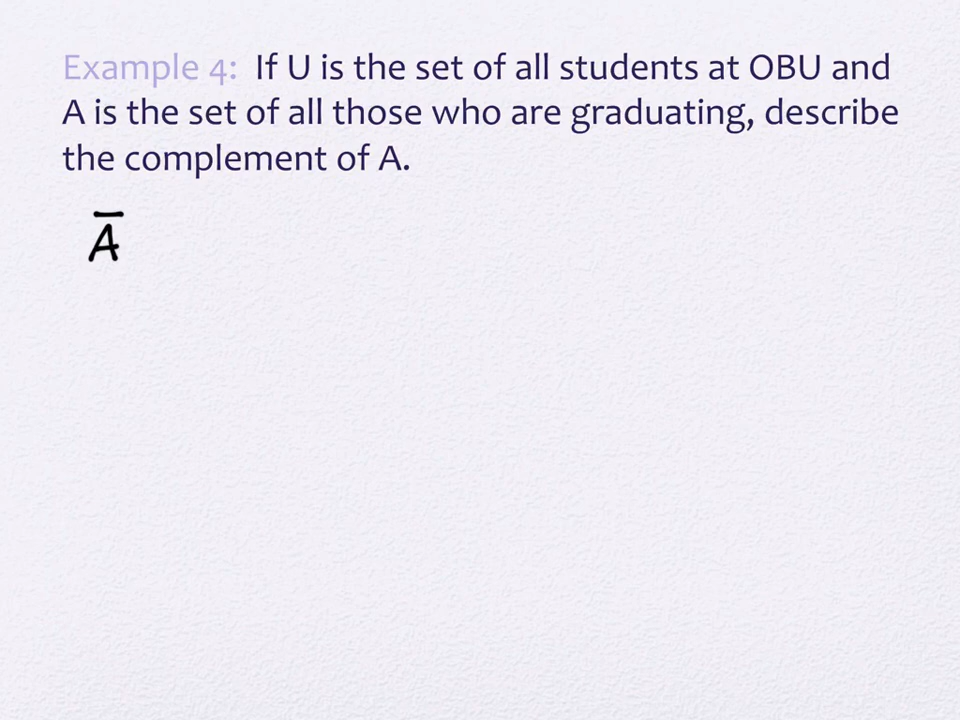 Example 4: If U is the set of all students at OBU and
A is the set of all those who are graduating, describe
the complement of A.
A̅